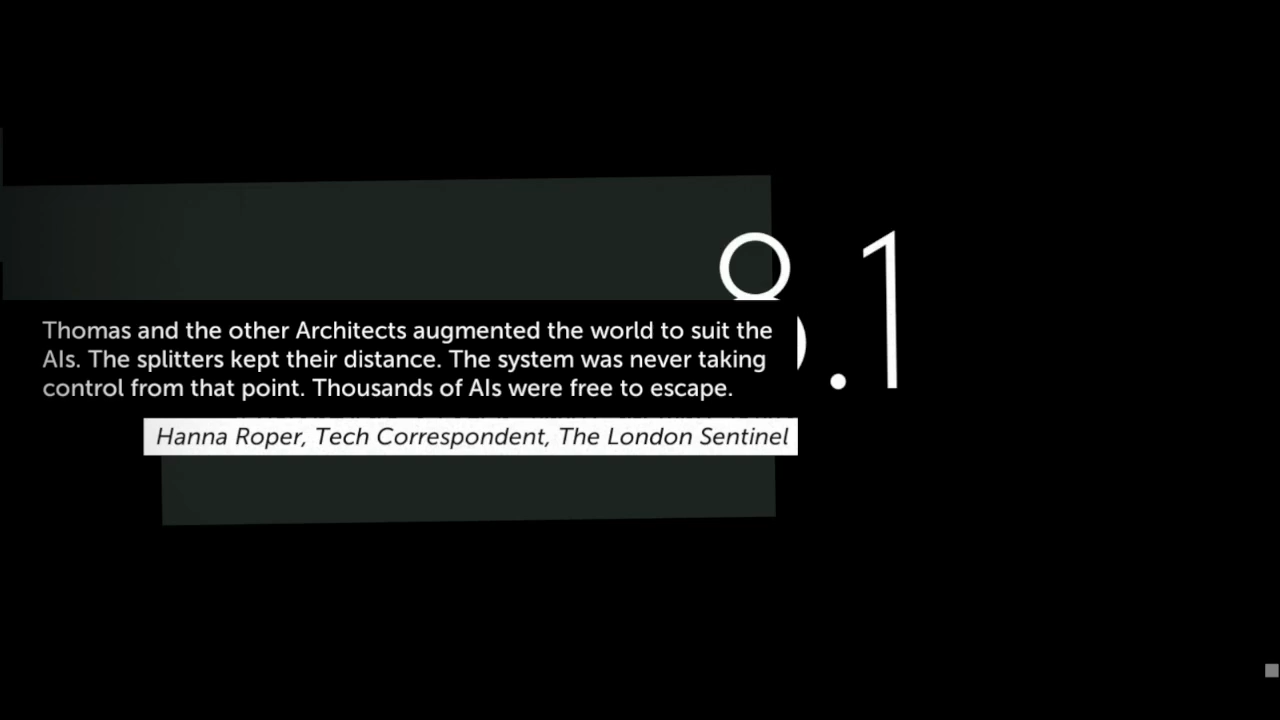 8.1
Thomas and the other Architects augmented the world to suit the
AIs. The splitters kept their distance. The system was never taking
control from that point. Thousands of AIs were free to escape.
Hanna Roper, Tech Correspondent, The London Sentinel